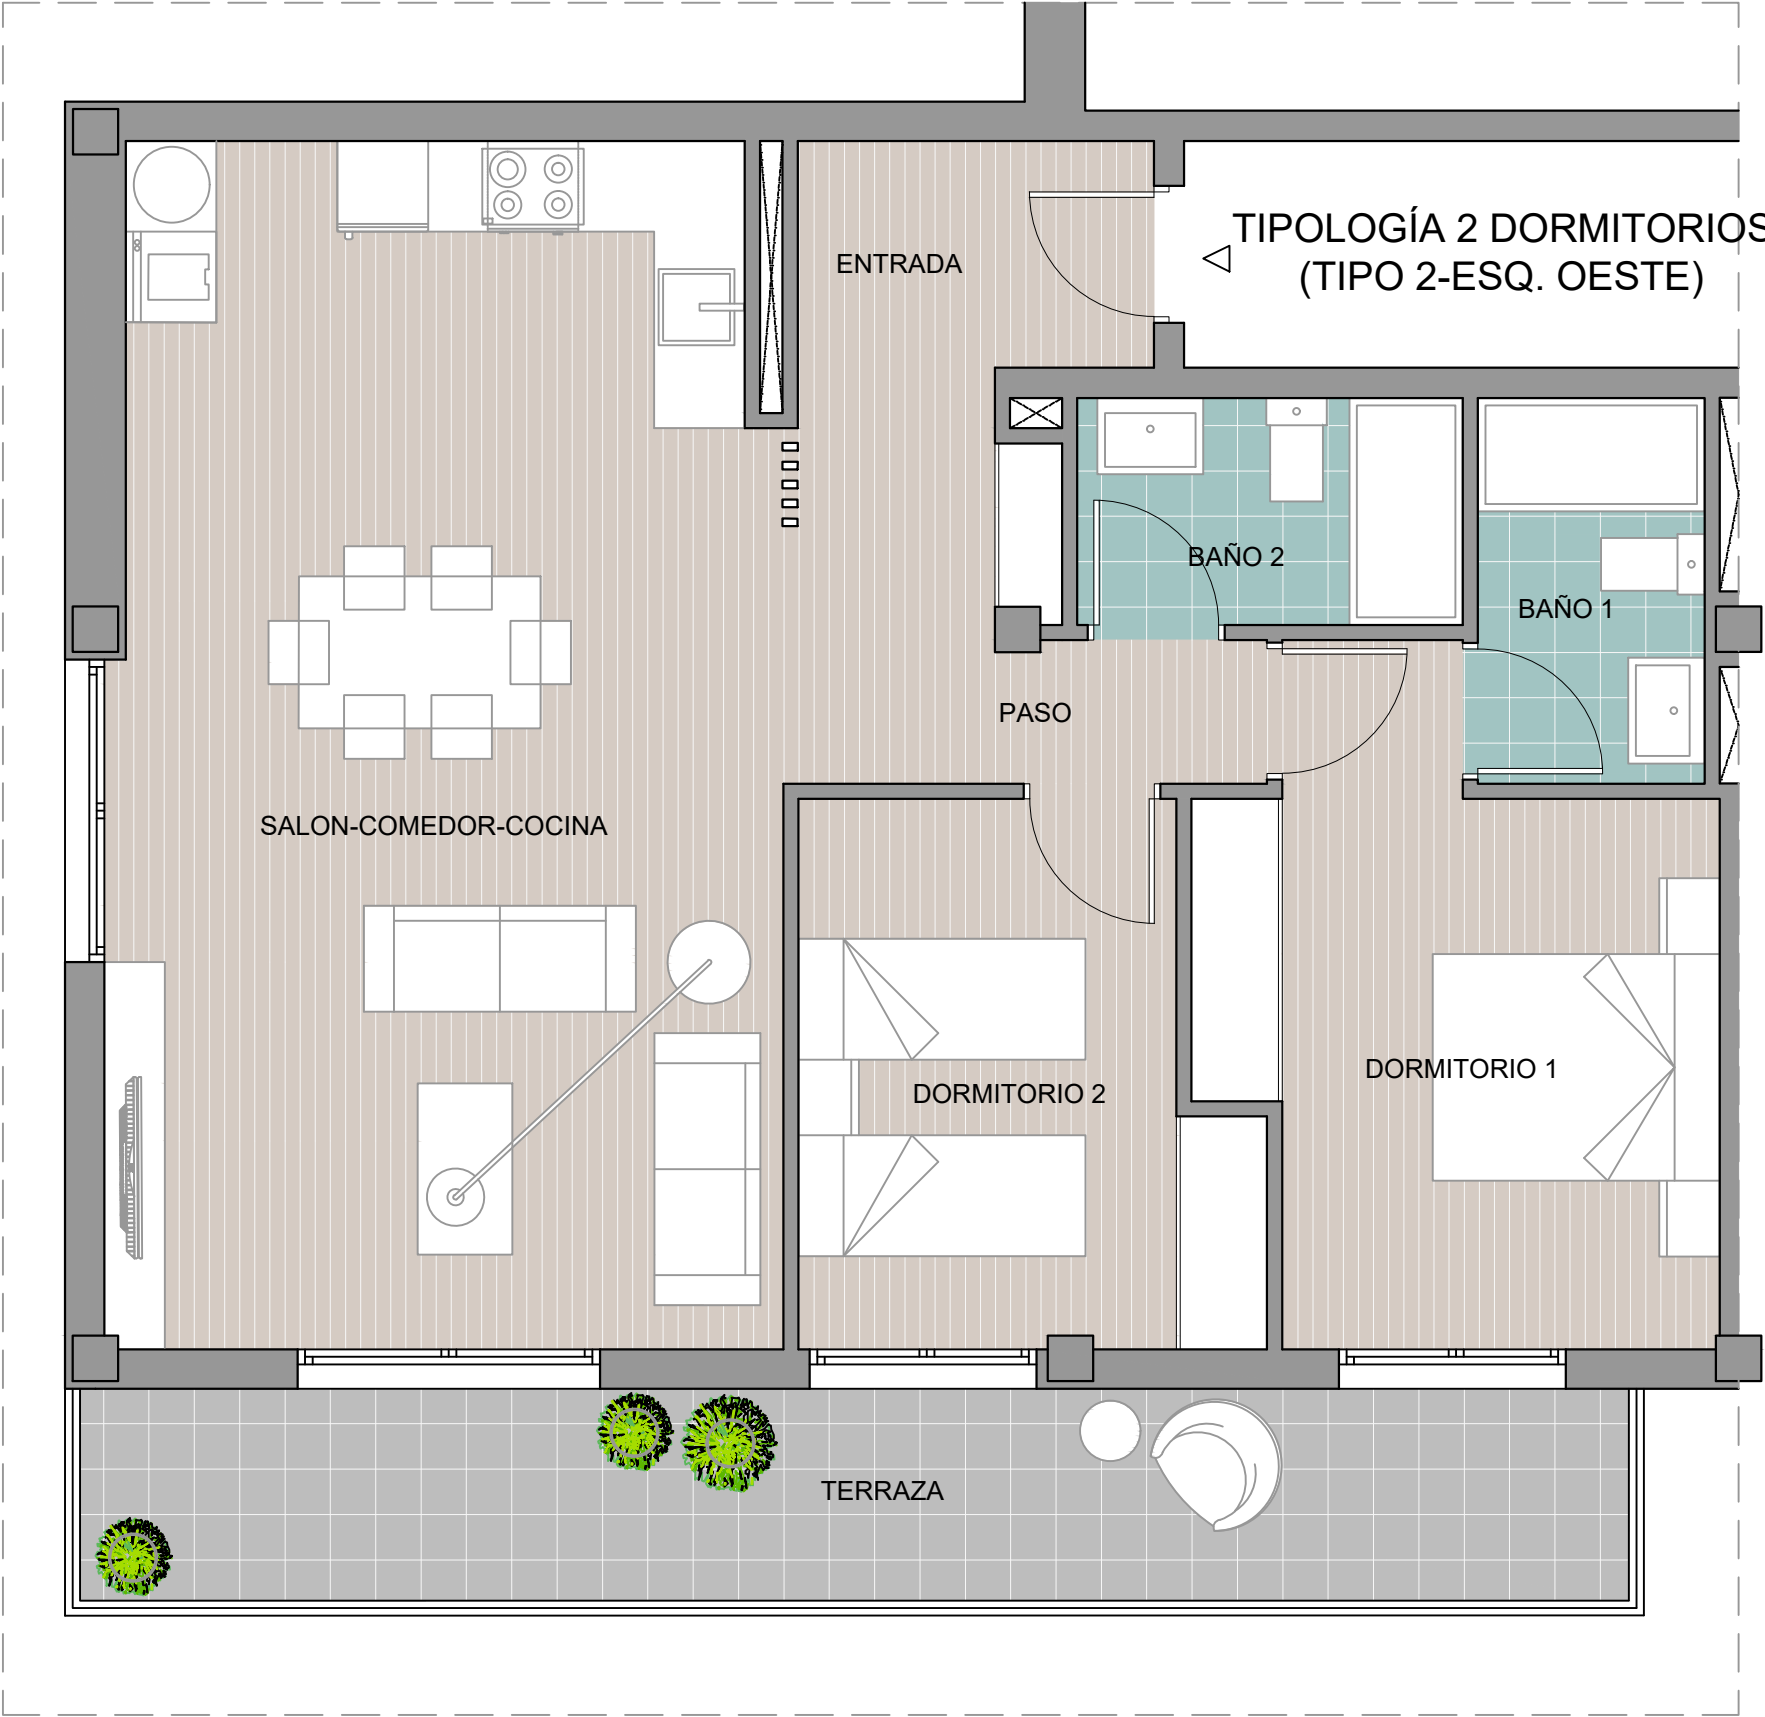 TIPOLOGÍA 2 DORMITORIOS
(TIPO 2-ESQ. OESTE)
ENTRADA
BAÑO 2
BAÑO 1
PASO
SALON-COMEDOR-COCINA
DORMITORIO 2
DORMITORIO 1
TERRAZA